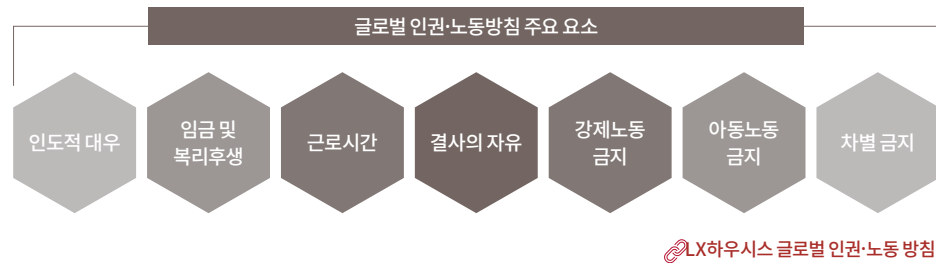 글로벌 인권·노동방침 주요 요소
인도적 대우
임금 및
복리후생
근로시간
결사의 자유
강제노동
금지
아동노동
금지
차별 금지
LX하우시스 글로벌 인권·노동 방침